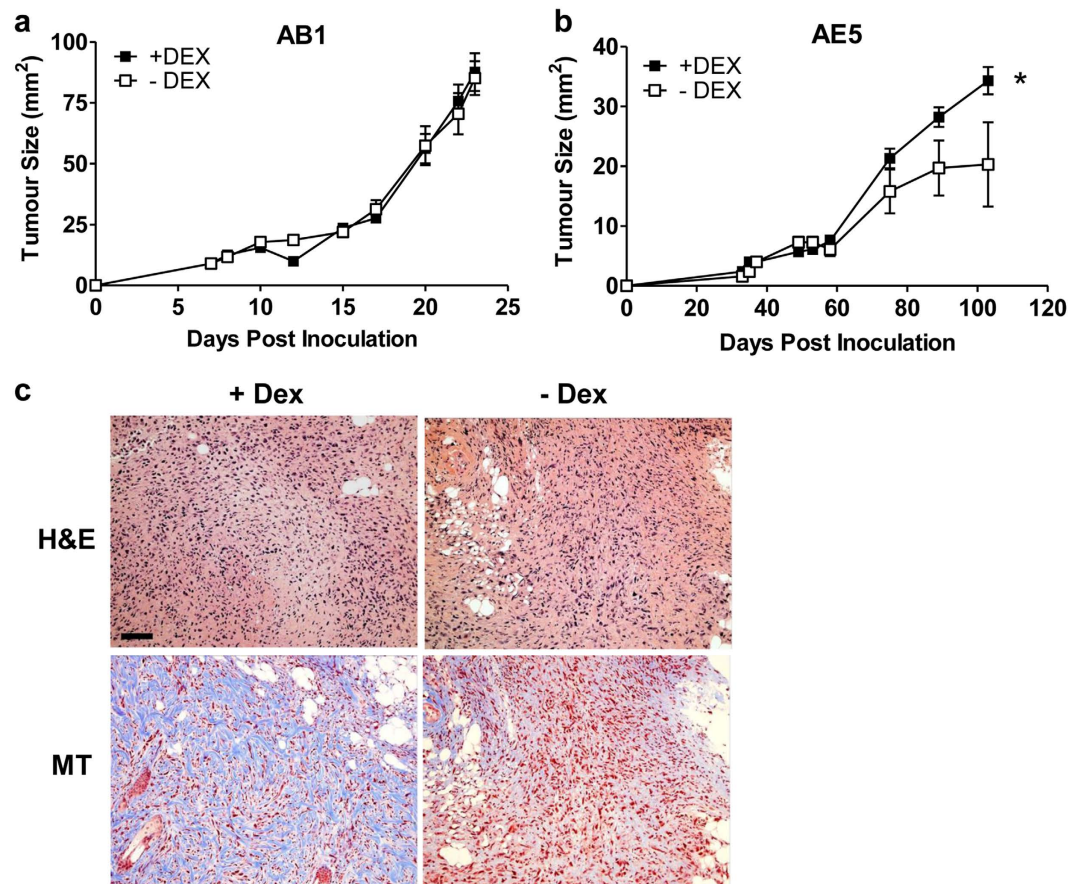 a
AB1
+DEX
- DEX
Tumour Size (mm²)
100
75
50
25
0
0 5 10 15 20 25
Days Post Inoculation
b
AE5
+DEX
- DEX
*
Tumour Size (mm²)
40
30
20
10
0
0 20 40 60 80 100 120
Days Post Inoculation
c
+ Dex
- Dex
H&E
MT